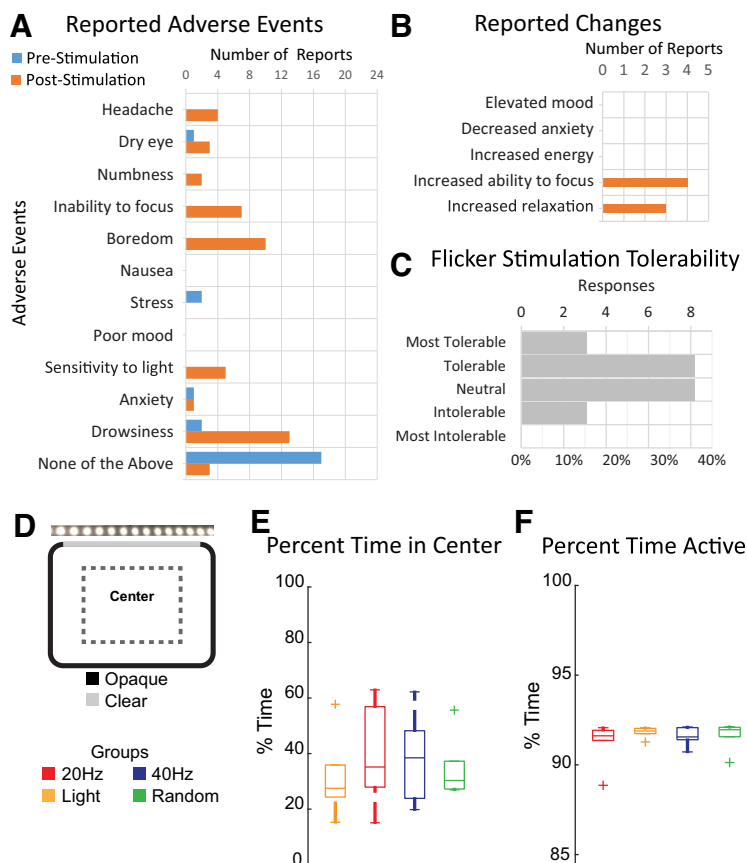 A Reported Adverse Events
Pre-Stimulation
Post-Stimulation
Number of Reports
0 4 8 12 16 20 24
Adverse Events
Headache
Dry eye
Numbness
Inability to focus
Boredom
Nausea
Stress
Poor mood
Sensitivity to light
Anxiety
Drowsiness
None of the Above
B Reported Changes
Number of Reports
0 1 2 3 4 5
Elevated mood
Decreased anxiety
Increased energy
Increased ability to focus
Increased relaxation
C Flicker Stimulation Tolerability
Responses
0 2 4 6 8
Most Tolerable
Tolerable
Neutral
Intolerable
Most Intolerable
0% 10% 20% 30% 40%
D
Center
Opaque
Clear
Groups
20Hz 40Hz
Light Random
E
Percent Time in Center
% Time
100
80
60
40
20
0
F
Percent Time Active
% Time
100
95
90
85